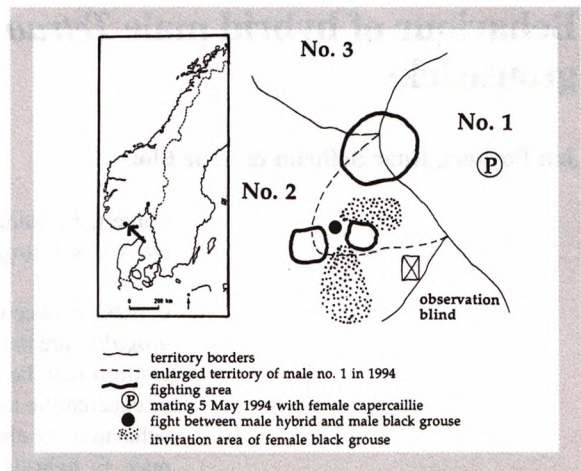 No. 3
No. 1
P
No. 2
observation
blind
0 200 km
territory borders
enlarged territory of male no. 1 in 1994
fighting area
P mating 5 May 1994 with female capercaillie
fight between male hybrid and male black grouse
invitation area of female black grouse